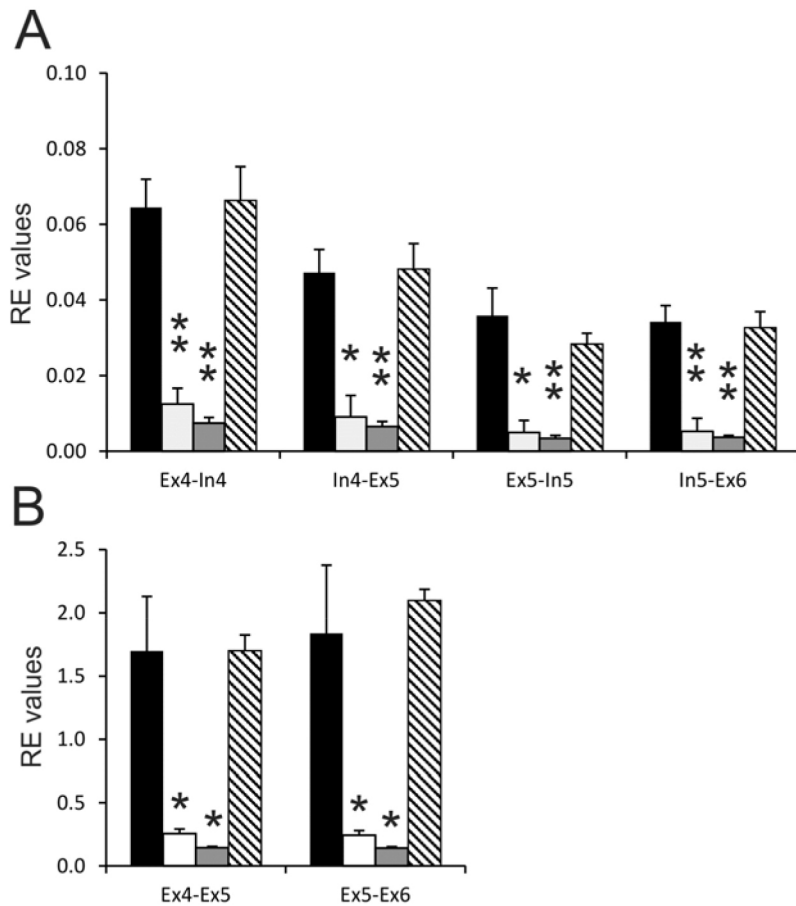 A
0.10
0.08
0.06
0.04
0.02
0.00
RE values
** ** * ** * ** ** **
Ex4-In4 In4-Ex5 Ex5-In5 In5-Ex6
B
2.5
2.0
1.5
1.0
0.5
0.0
RE values
* * * *
Ex4-Ex5 Ex5-Ex6